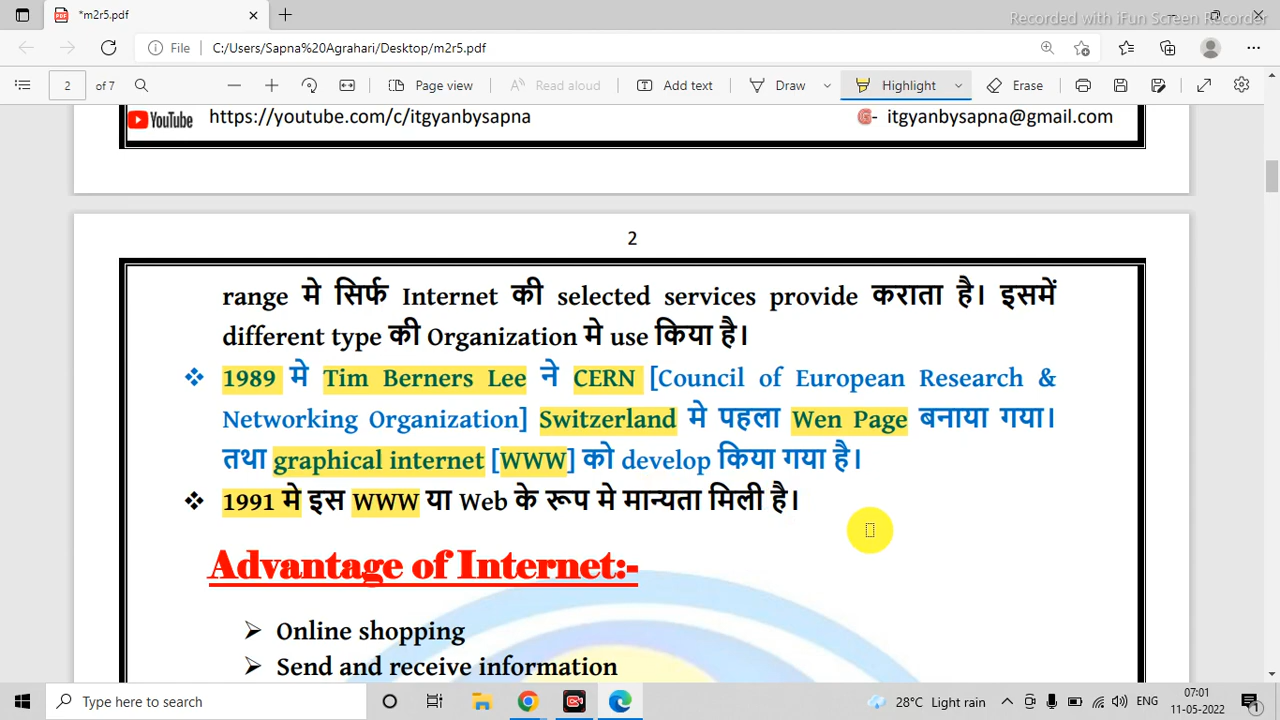 *m2r5.pdf
Recorded with iFun Screen Recorder
File C:/Users/Sapna%20Agrahari/Desktop/m2r5.pdf
2 of 7 Page view Read aloud Add text Draw Highlight Erase
YouTube https://youtube.com/c/itgyanbysapna G- itgyanbysapna@gmail.com
2
range मे सिर्फ Internet की selected services provide कराता है। इसमें
different type की Organization मे use किया है।
❖ 1989 मे Tim Berners Lee ने CERN [Council of European Research &
Networking Organization] Switzerland मे पहला Wen Page बनाया गया।
तथा graphical internet [WWW] को develop किया गया है।
❖ 1991 मे इस WWW या Web के रूप मे मान्यता मिली है।
Advantage of Internet:-
➢ Online shopping
➢ Send and receive information
Type here to search 28°C Light rain ENG 07:01
11-05-2022 1